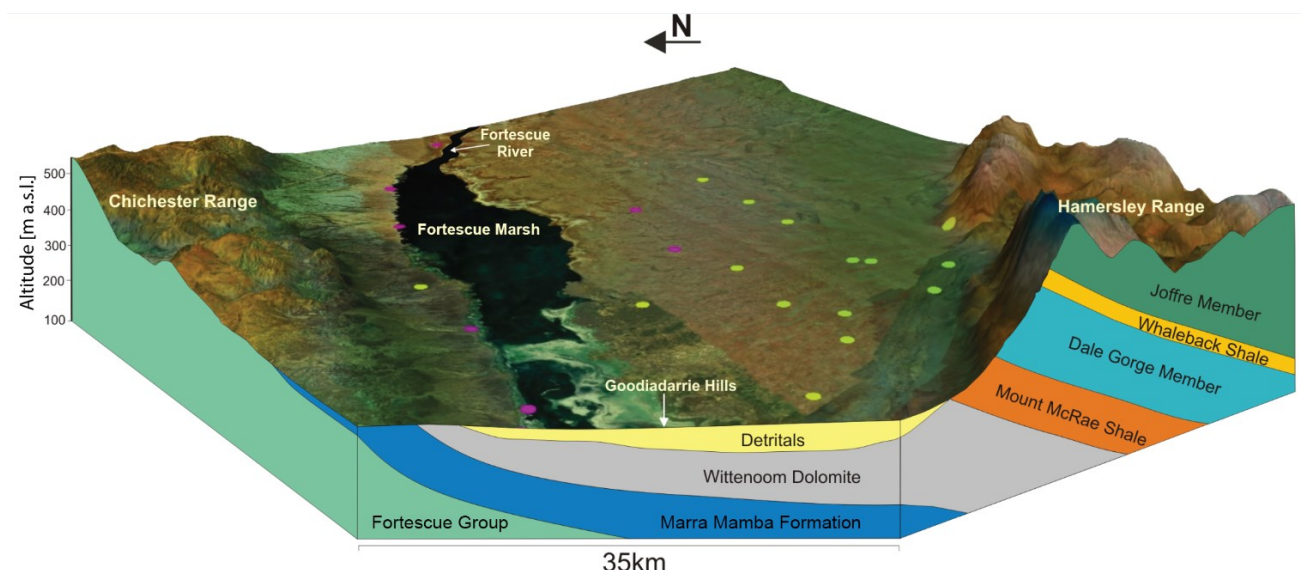 N
Fortescue
River
500
400
300
200
100
Altitude [m a.s.l.]
Chichester Range
Hamersley Range
Fortescue Marsh
Joffre Member
Whaleback Shale
Dale Gorge Member
Goodiadarrie Hills
Mount McRae Shale
Detritals
Wittenoom Dolomite
Fortescue Group
Marra Mamba Formation
35km